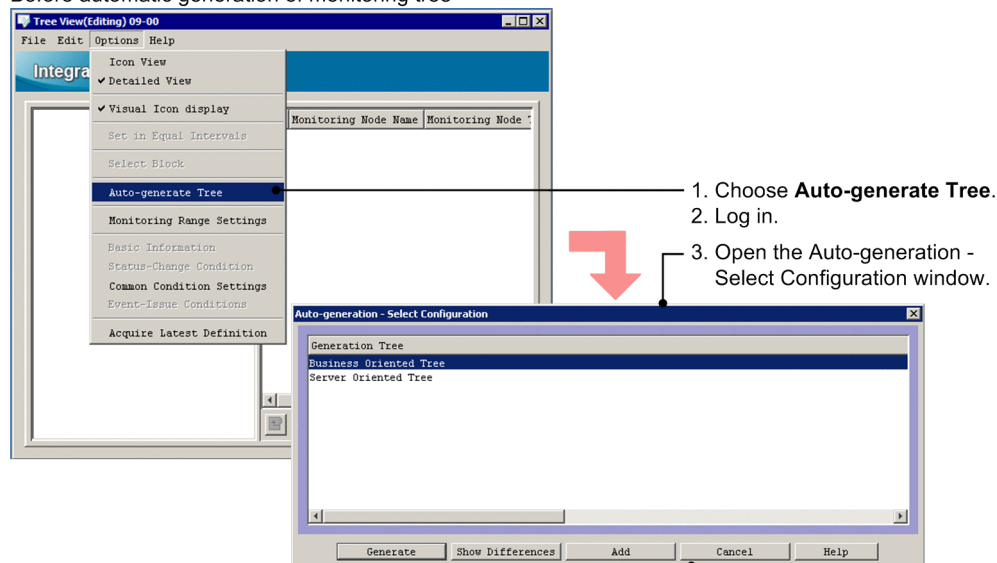 Before automatic generation of monitoring tree
Tree View(Editing) 09-00
File Edit Options Help
Integra
Icon View
Detailed View
Visual Icon display
Set in Equal Intervals
Select Block
Auto-generate Tree
Monitoring Range Settings
Basic Information
Status-Change Condition
Common Condition Settings
Event-Issue Conditions
Acquire Latest Definition
Monitoring Node Name Monitoring Node
1. Choose Auto-generate Tree.
2. Log in.
3. Open the Auto-generation -
Select Configuration window.
Auto-generation - Select Configuration
Generation Tree
Business Oriented Tree
Server Oriented Tree
Generate Show Differences Add Cancel Help